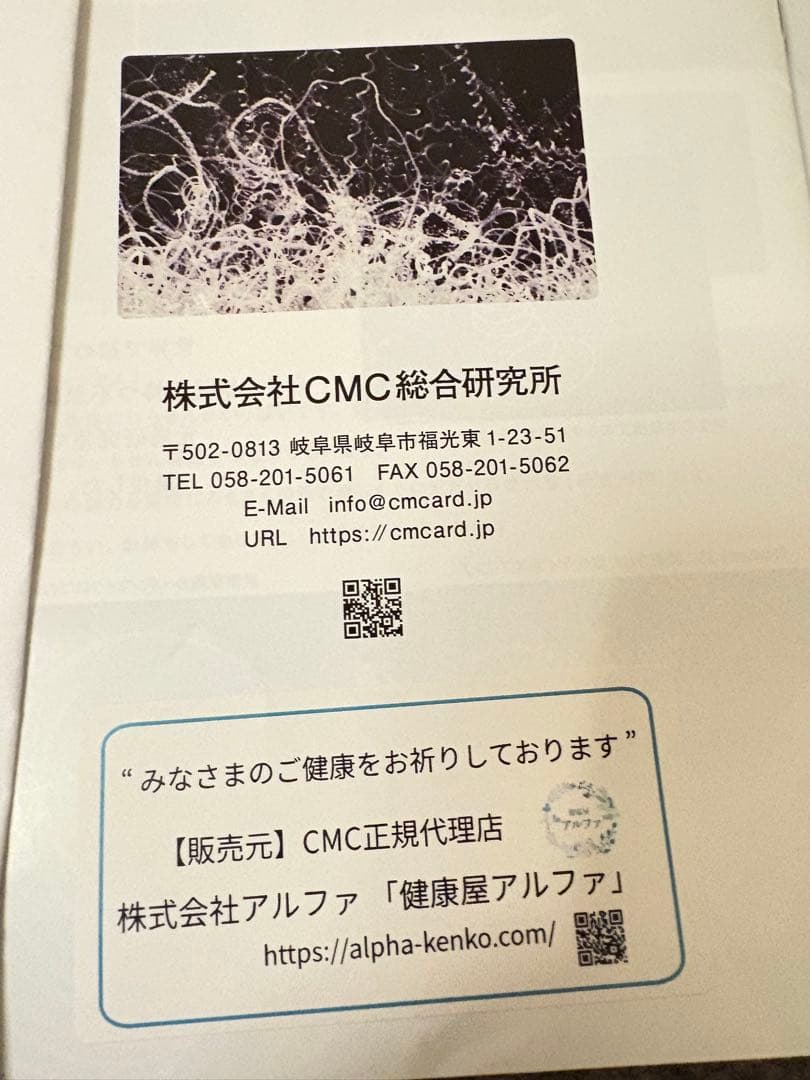 株式会社CMC総合研究所
〒502-0813 岐阜県岐阜市福光東1-23-51
TEL 058-201-5061 FAX 058-201-5062
E-Mail info@cmcard.jp
URL https://cmcard.jp
“ みなさまのご健康をお祈りしております ”
【販売元】CMC正規代理店
アルファ
株式会社アルファ 「健康屋アルファ」
https://alpha-kenko.com/